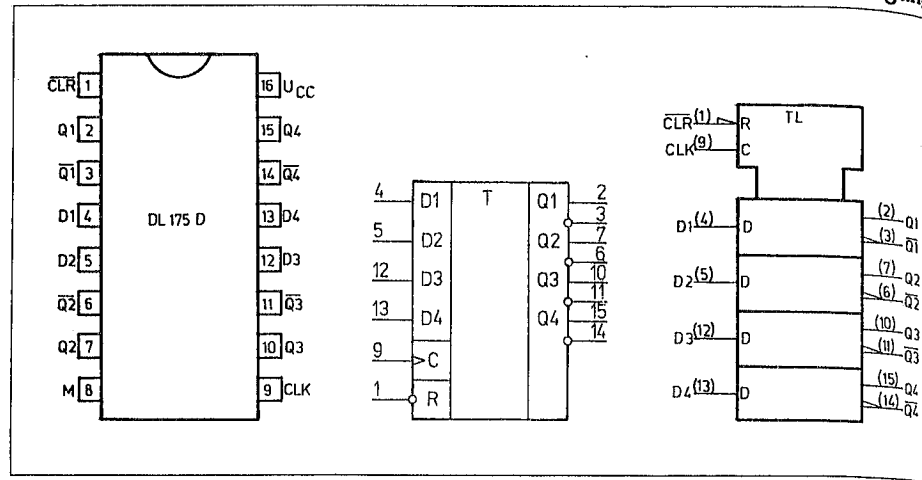 CLR 1
Q1 2
Q1 3
D1 4
D2 5
Q2 6
Q2 7
M 8
DL 175 D
16 UCC
15 Q4
14 Q4
13 D4
12 D3
11 Q3
10 Q3
9 CLK
4 D1 T Q1 2
3
5 D2 Q2 7
6
12 D3 Q3 10
11
13 D4 Q4 15
14
9 C
1 R
TL
CLR (1) R
CLK (9) C
D1 (4) D (2) Q1
(3) Q1
D2 (5) D (7) Q2
(6) Q2
D3 (12) D (10) Q3
(11) Q3
D4 (13) D (15) Q4
(14) Q4